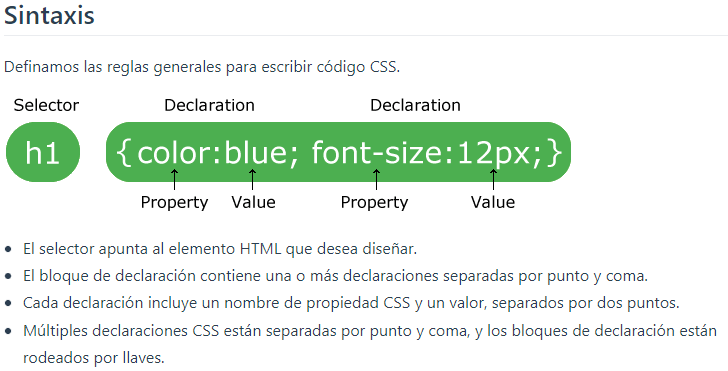 Sintaxis
Definamos las reglas generales para escribir código CSS.
Selector Declaration Declaration
h1 {color:blue; font-size:12px;}
Property Value Property Value
• El selector apunta al elemento HTML que desea diseñar.
• El bloque de declaración contiene una o más declaraciones separadas por punto y coma.
• Cada declaración incluye un nombre de propiedad CSS y un valor, separados por dos puntos.
• Múltiples declaraciones CSS están separadas por punto y coma, y los bloques de declaración están
rodeados por llaves.